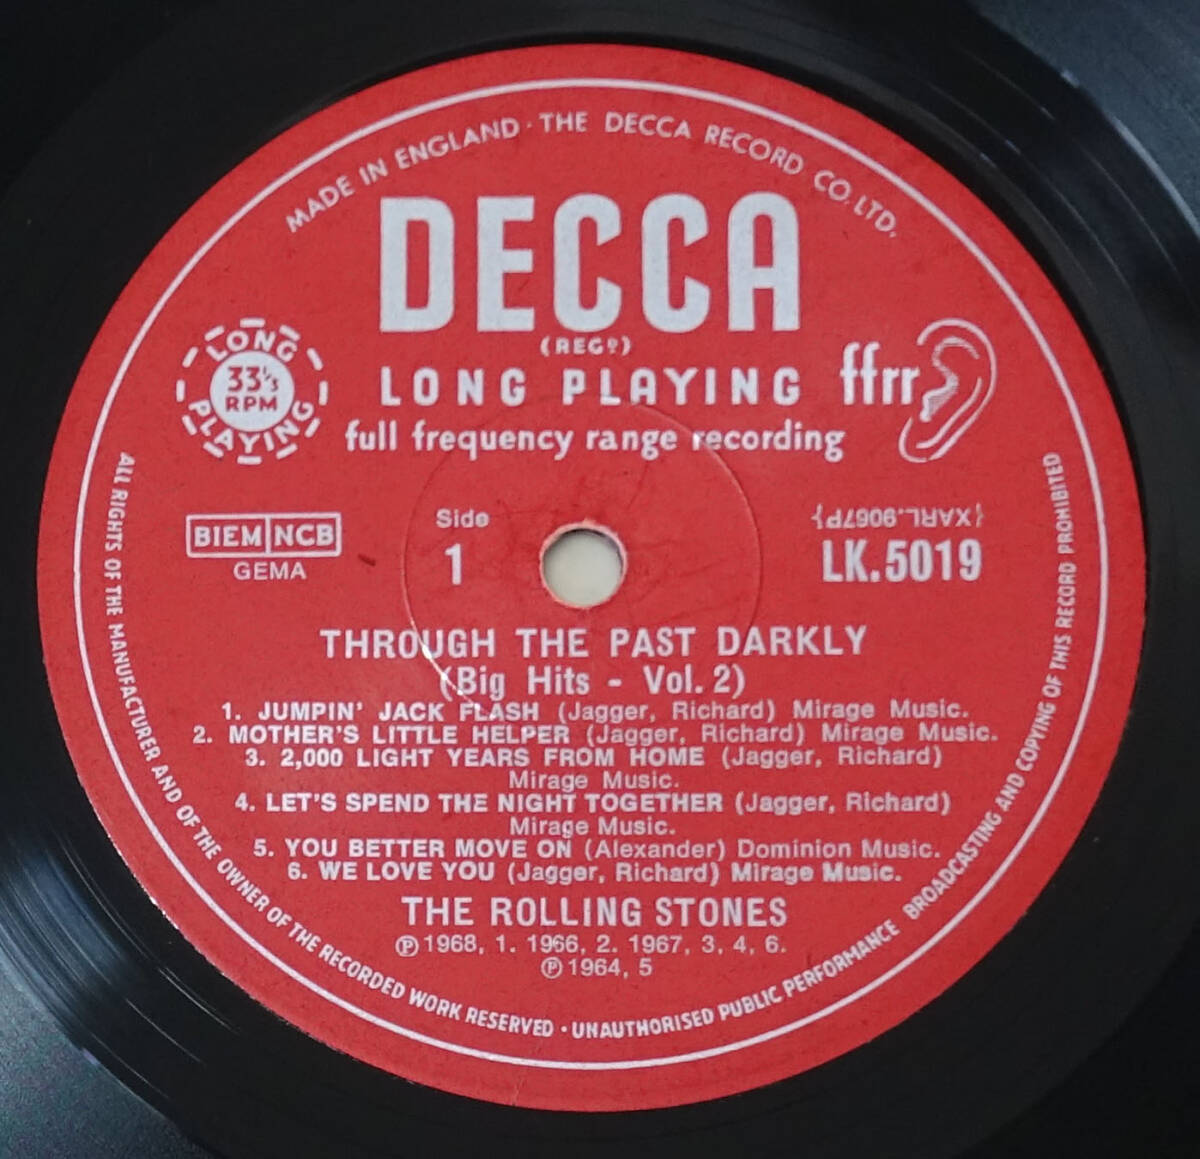 MADE IN ENGLAND · THE DECCA RECORD CO. LTD.
DECCA
(REGD)
LONG PLAYING
full frequency range recording
ffrr
LONG
33 1/3
RPM
PLAYING
BIEM NCB
GEMA
Side
1
{XARL.9067P}
LK.5019
THROUGH THE PAST DARKLY
(Big Hits - Vol. 2)
1. JUMPIN' JACK FLASH (Jagger, Richard) Mirage Music.
2. MOTHER'S LITTLE HELPER (Jagger, Richard) Mirage Music.
3. 2,000 LIGHT YEARS FROM HOME (Jagger, Richard)
Mirage Music.
4. LET'S SPEND THE NIGHT TOGETHER (Jagger, Richard)
Mirage Music.
5. YOU BETTER MOVE ON (Alexander) Dominion Music.
6. WE LOVE YOU (Jagger, Richard) Mirage Music.
THE ROLLING STONES
℗ 1968, 1. 1966, 2. 1967, 3, 4, 6.
℗ 1964, 5
ALL RIGHTS OF THE MANUFACTURER AND OF THE OWNER OF THE RECORDED WORK RESERVED · UNAUTHORISED PUBLIC PERFORMANCE BROADCASTING AND COPYING OF THIS RECORD PROHIBITED